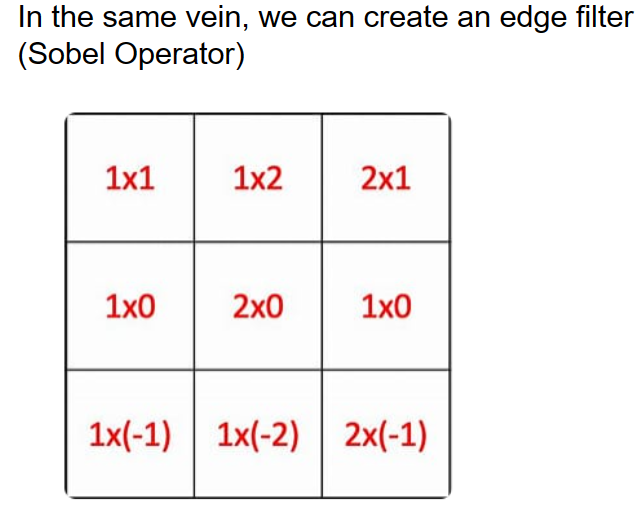 In the same vein, we can create an edge filter
(Sobel Operator)
1x1 1x2 2x1
1x0 2x0 1x0
1x(-1) 1x(-2) 2x(-1)